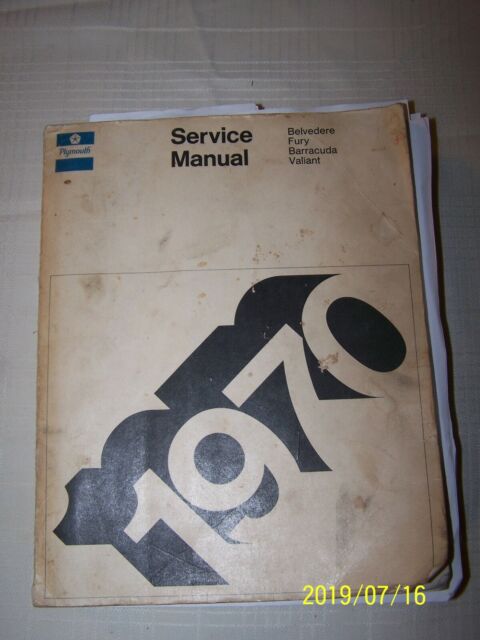 Plymouth
Service
Manual
Belvedere
Fury
Barracuda
Valiant
1970
2019/07/16